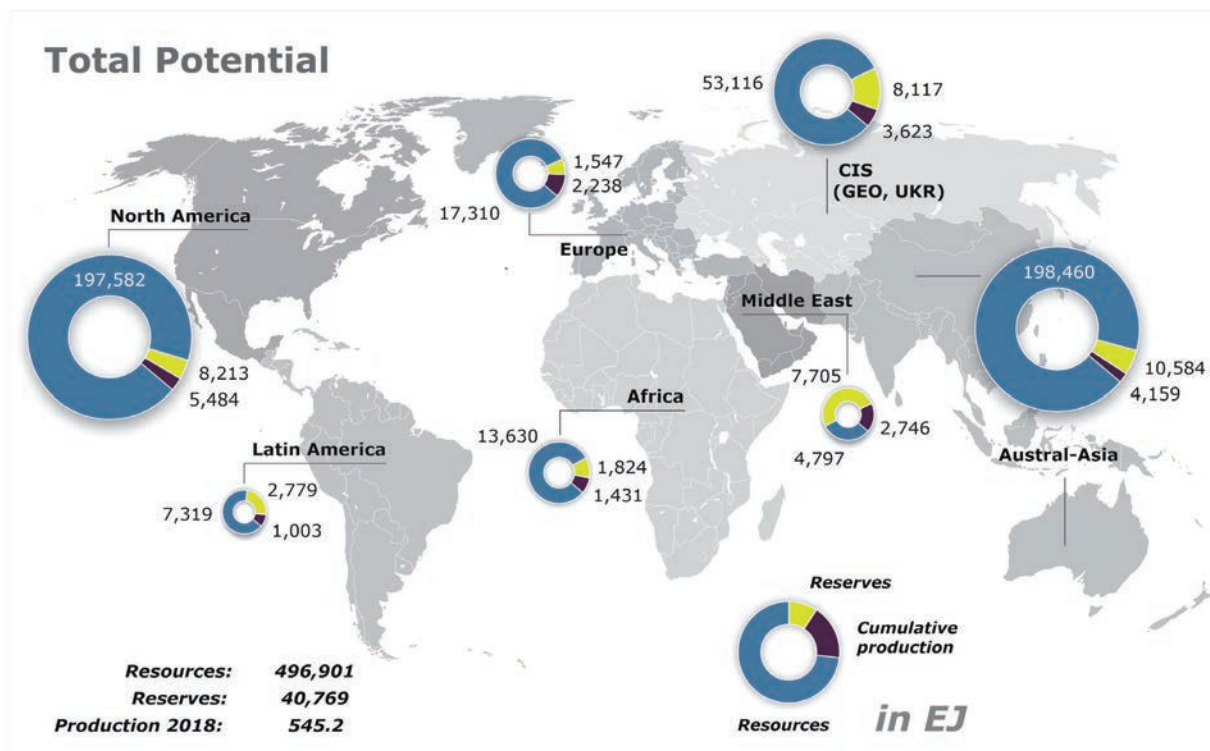 Total Potential
53,116
8,117
3,623
CIS
(GEO, UKR)
1,547
2,238
17,310
Europe
North America
197,582
8,213
5,484
198,460
10,584
4,159
Austral-Asia
Middle East
7,705
2,746
4,797
Africa
13,630
1,824
1,431
Latin America
2,779
7,319
1,003
Reserves
Cumulative
production
Resources
in EJ
Resources: 496,901
Reserves: 40,769
Production 2018: 545.2